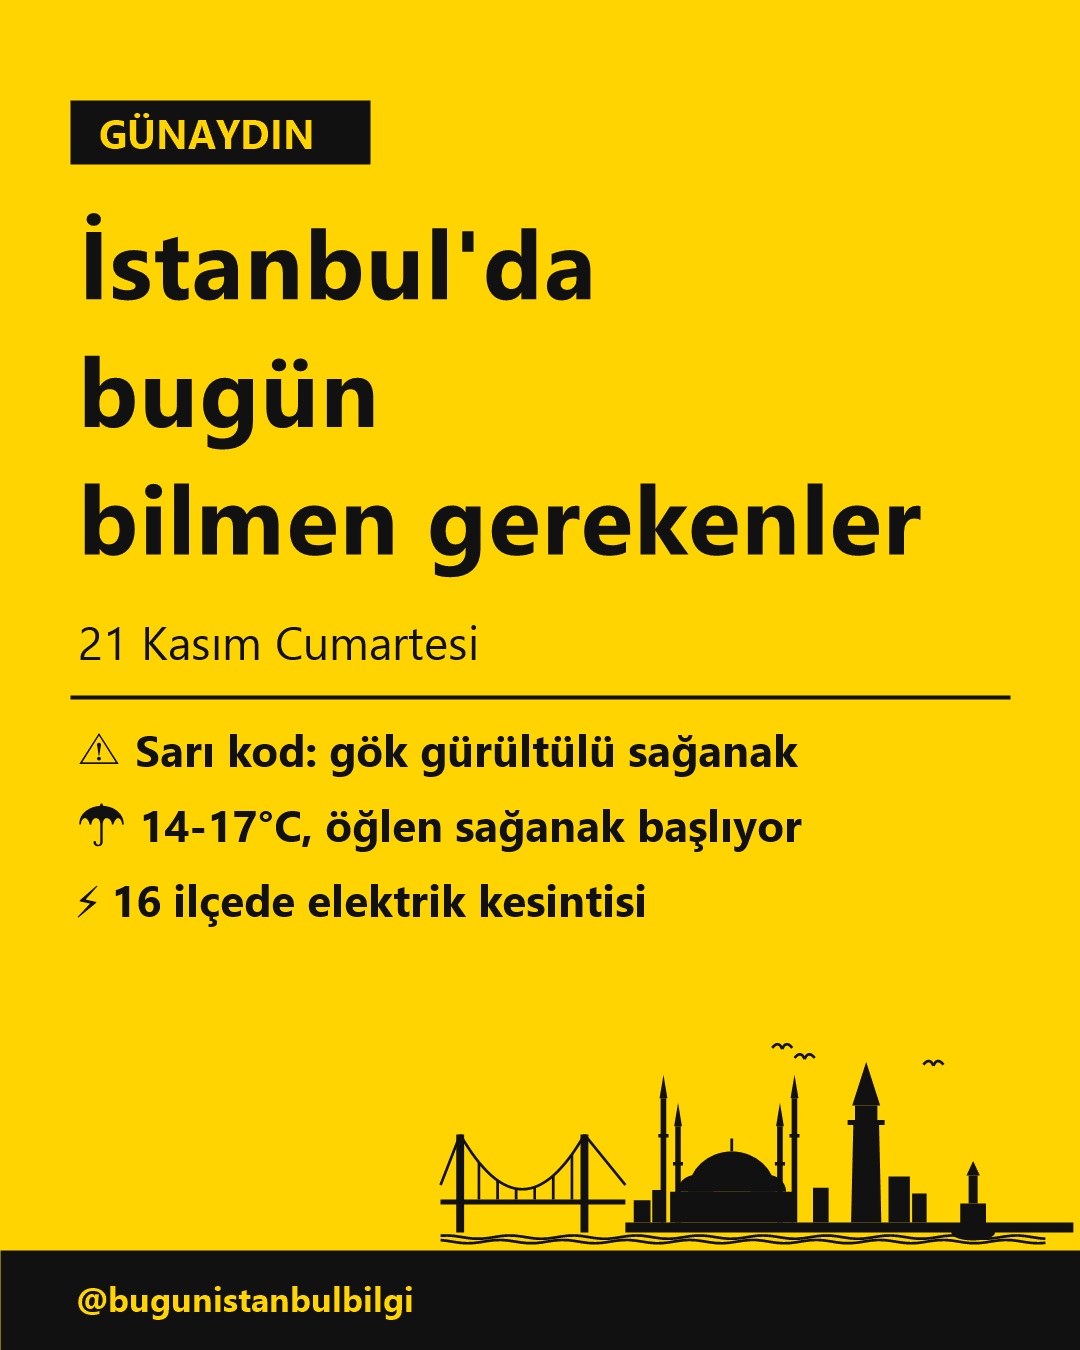 GÜNAYDIN
İstanbul'da
bugün
bilmen gerekenler
21 Kasım Cumartesi
⚠ Sarı kod: gök gürültülü sağanak
☂ 14-17°C, öğlen sağanak başlıyor
⚡ 16 ilçede elektrik kesintisi
@bugunistanbulbilgi